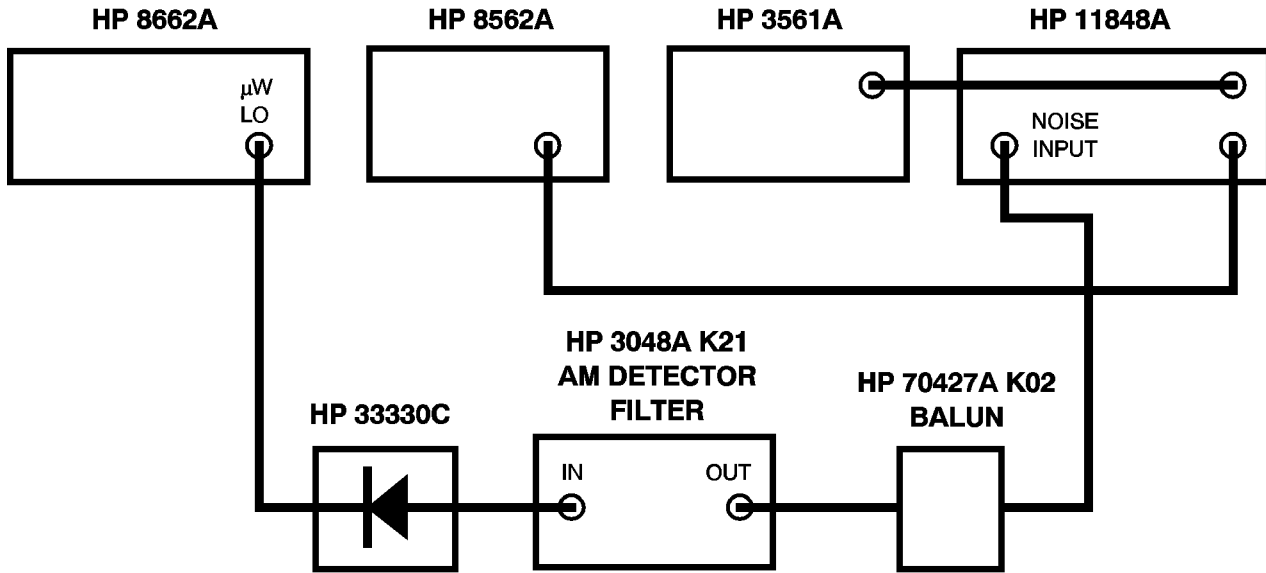 HP 8662A
HP 8562A
HP 3561A
HP 11848A
μW
LO
NOISE
INPUT
HP 3048A K21
AM DETECTOR
FILTER
HP 70427A K02
BALUN
HP 33330C
IN
OUT